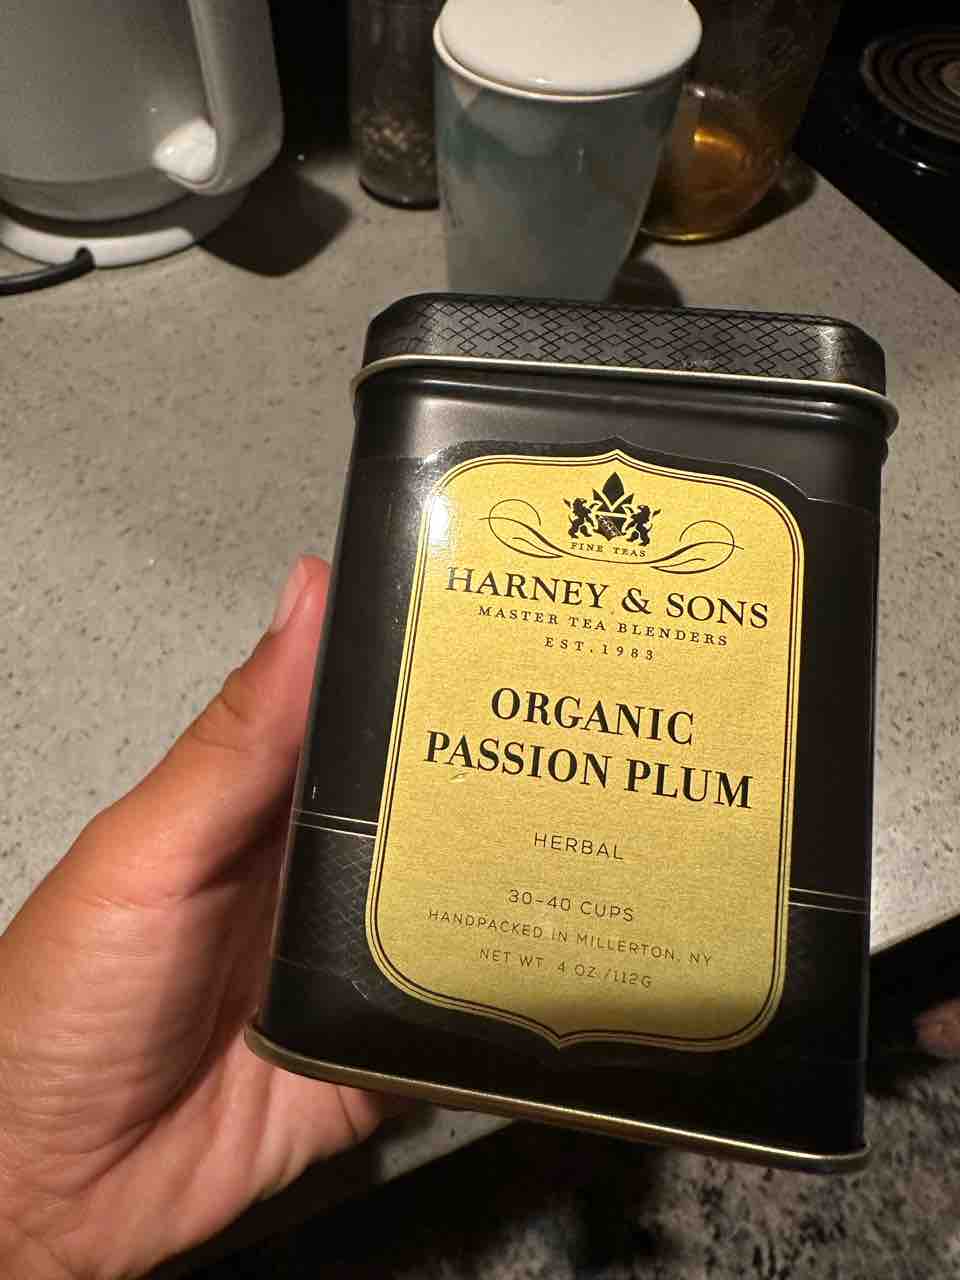 FINE TEAS
HARNEY & SONS
MASTER TEA BLENDERS
EST. 1983
ORGANIC
PASSION PLUM
HERBAL
30-40 CUPS
HANDPACKED IN MILLERTON, NY
NET WT. 4 OZ./112G